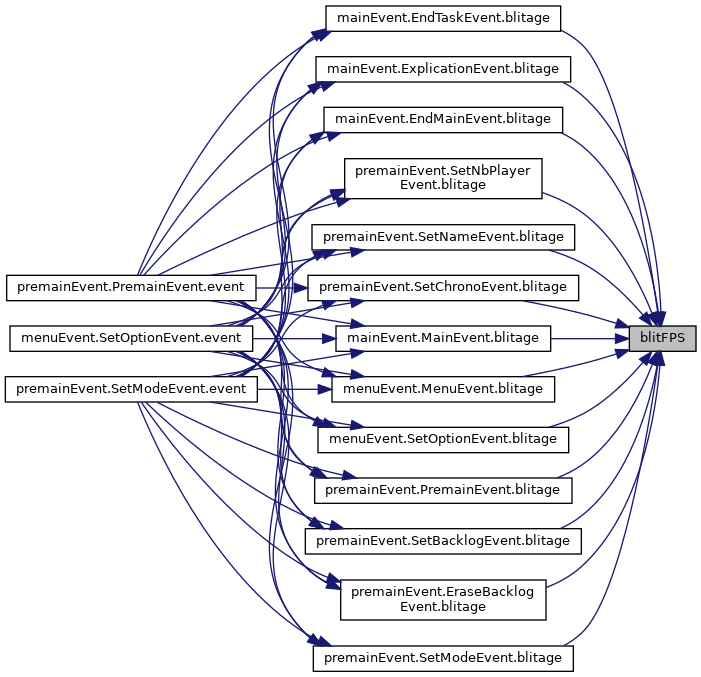 mainEvent.EndTaskEvent.blitage
mainEvent.ExplicationEvent.blitage
mainEvent.EndMainEvent.blitage
premainEvent.SetNbPlayer
Event.blitage
premainEvent.SetNameEvent.blitage
premainEvent.PremainEvent.event
premainEvent.SetChronoEvent.blitage
menuEvent.SetOptionEvent.event
mainEvent.MainEvent.blitage
blitFPS
premainEvent.SetModeEvent.event
menuEvent.MenuEvent.blitage
menuEvent.SetOptionEvent.blitage
premainEvent.PremainEvent.blitage
premainEvent.SetBacklogEvent.blitage
premainEvent.EraseBacklog
Event.blitage
premainEvent.SetModeEvent.blitage